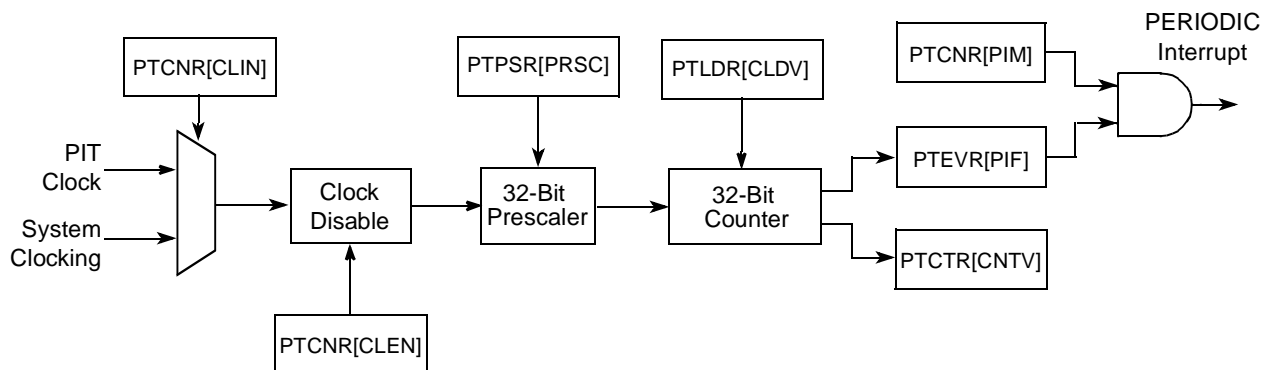 PERIODIC
Interrupt
PTCNR[CLIN]
PTPSR[PRSC]
PTLDR[CLDV]
PTCNR[PIM]
PIT
Clock
System
Clocking
Clock
Disable
32-Bit
Prescaler
32-Bit
Counter
PTEVR[PIF]
PTCTR[CNTV]
PTCNR[CLEN]